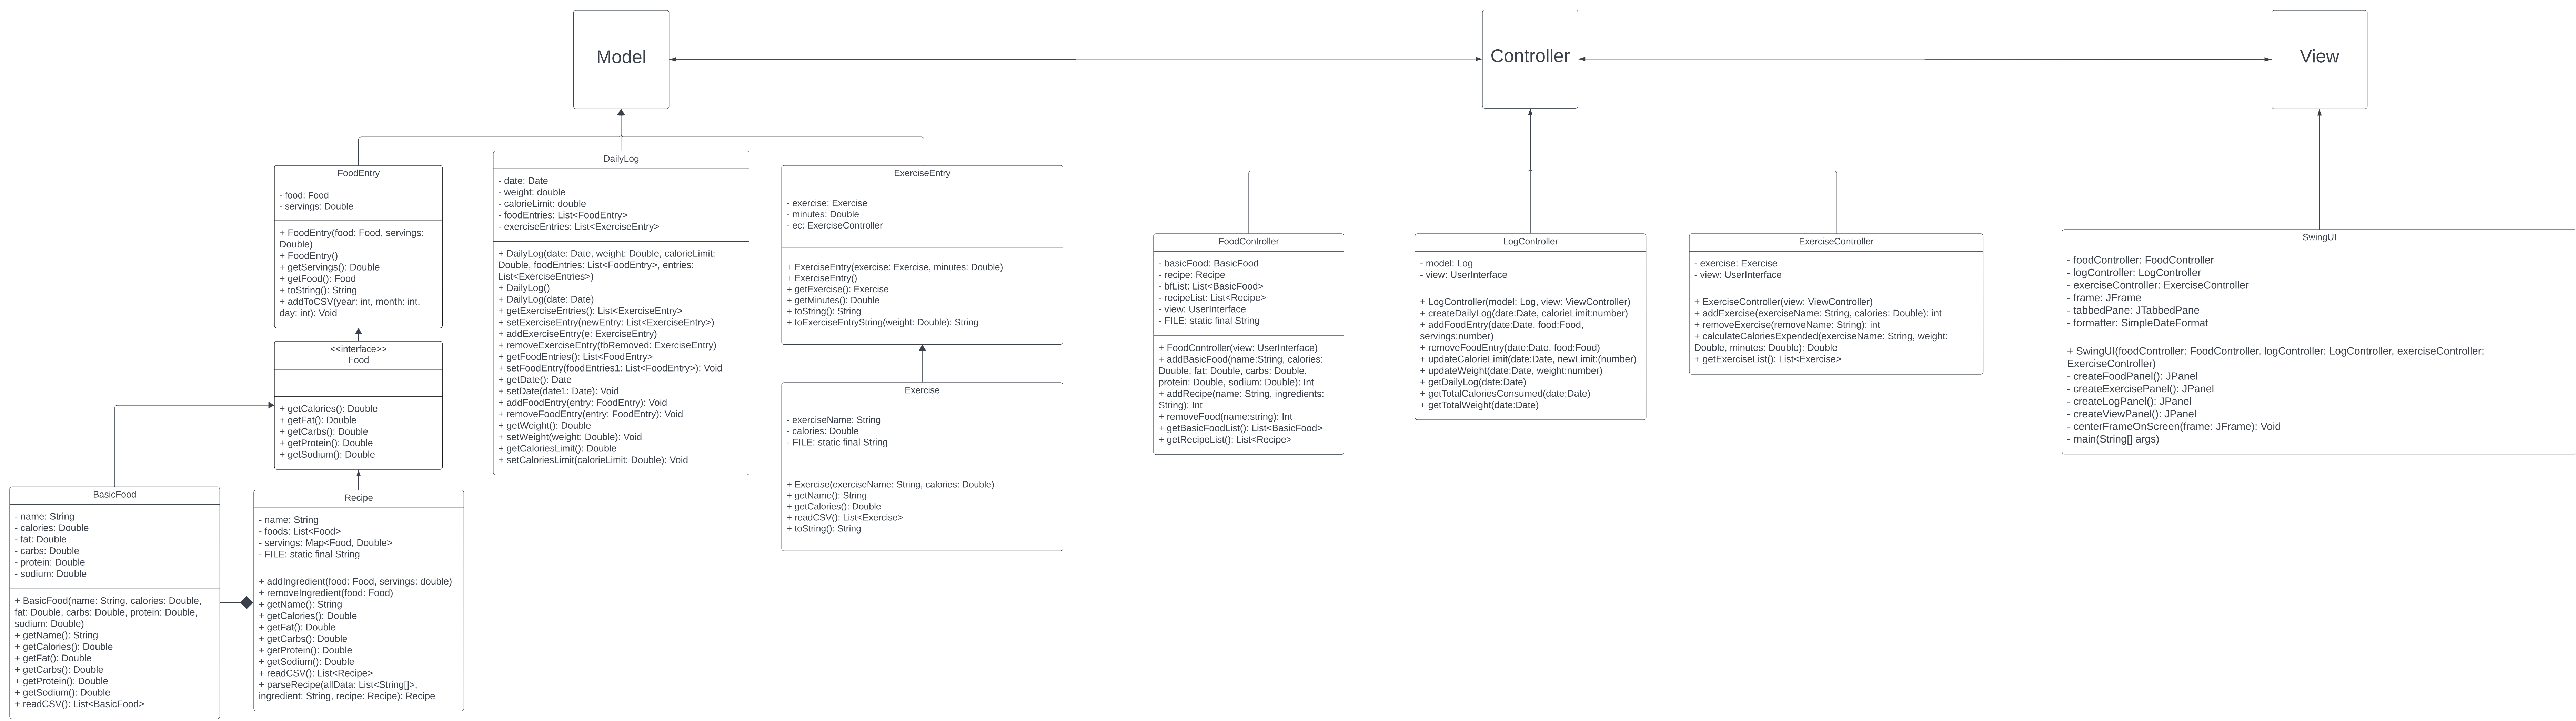 Model
Controller
View
FoodEntry
- food: Food
- servings: Double
+ FoodEntry(food: Food, servings:
Double)
+ FoodEntry()
+ getServings(): Double
+ getFood(): Food
+ toString(): String
+ addToCSV(year: int, month: int,
day: int): Void
<<interface>>
Food
+ getCalories(): Double
+ getFat(): Double
+ getCarbs(): Double
+ getProtein(): Double
+ getSodium(): Double
BasicFood
- name: String
- calories: Double
- fat: Double
- carbs: Double
- protein: Double
- sodium: Double
+ BasicFood(name: String, calories: Double,
fat: Double, carbs: Double, protein: Double,
sodium: Double)
+ getName(): String
+ getCalories(): Double
+ getFat(): Double
+ getCarbs(): Double
+ getProtein(): Double
+ getSodium(): Double
+ readCSV(): List<BasicFood>
Recipe
- name: String
- foods: List<Food>
- servings: Map<Food, Double>
- FILE: static final String
+ addIngredient(food: Food, servings: double)
+ removeIngredient(food: Food)
+ getName(): String
+ getCalories(): Double
+ getFat(): Double
+ getCarbs(): Double
+ getProtein(): Double
+ getSodium(): Double
+ readCSV(): List<Recipe>
+ parseRecipe(allData: List<String[]>,
ingredient: String, recipe: Recipe): Recipe
DailyLog
- date: Date
- weight: double
- calorieLimit: double
- foodEntries: List<FoodEntry>
- exerciseEntries: List<ExerciseEntry>
+ DailyLog(date: Date, weight: Double, calorieLimit:
Double, foodEntries: List<FoodEntry>, entries:
List<ExerciseEntries>)
+ DailyLog()
+ DailyLog(date: Date)
+ getExerciseEntries(): List<ExerciseEntry>
+ setExerciseEntry(newEntry: List<ExerciseEntry>)
+ addExerciseEntry(e: ExerciseEntry)
+ removeExerciseEntry(tbRemoved: ExerciseEntry)
+ getFoodEntries(): List<FoodEntry>
+ setFoodEntry(foodEntries1: List<FoodEntry>): Void
+ getDate(): Date
+ setDate(date1: Date): Void
+ addFoodEntry(entry: FoodEntry): Void
+ removeFoodEntry(entry: FoodEntry): Void
+ getWeight(): Double
+ setWeight(weight: Double): Void
+ getCaloriesLimit(): Double
+ setCaloriesLimit(calorieLimit: Double): Void
ExerciseEntry
- exercise: Exercise
- minutes: Double
- ec: ExerciseController
+ ExerciseEntry(exercise: Exercise, minutes: Double)
+ ExerciseEntry()
+ getExercise(): Exercise
+ getMinutes(): Double
+ toString(): String
+ toExerciseEntryString(weight: Double): String
Exercise
- exerciseName: String
- calories: Double
- FILE: static final String
+ Exercise(exerciseName: String, calories: Double)
+ getName(): String
+ getCalories(): Double
+ readCSV(): List<Exercise>
+ toString(): String
FoodController
- basicFood: BasicFood
- recipe: Recipe
- bfList: List<BasicFood>
- recipeList: List<Recipe>
- view: UserInterface
- FILE: static final String
+ FoodController(view: UserInterface)
+ addBasicFood(name:String, calories:
Double, fat: Double, carbs: Double,
protein: Double, sodium: Double): Int
+ addRecipe(name: String, ingredients:
String): Int
+ removeFood(name:string): Int
+ getBasicFoodList(): List<BasicFood>
+ getRecipeList(): List<Recipe>
LogController
- model: Log
- view: UserInterface
+ LogController(model: Log, view: ViewController)
+ createDailyLog(date:Date, calorieLimit:number)
+ addFoodEntry(date:Date, food:Food,
servings:number)
+ removeFoodEntry(date:Date, food:Food)
+ updateCalorieLimit(date:Date, newLimit:(number)
+ updateWeight(date:Date, weight:number)
+ getDailyLog(date:Date)
+ getTotalCaloriesConsumed(date:Date)
+ getTotalWeight(date:Date)
ExerciseController
- exercise: Exercise
- view: UserInterface
+ ExerciseController(view: ViewController)
+ addExercise(exerciseName: String, calories: Double): int
+ removeExercise(removeName: String): int
+ calculateCaloriesExpended(exerciseName: String, weight:
Double, minutes: Double): Double
+ getExerciseList(): List<Exercise>
SwingUI
- foodController: FoodController
- logController: LogController
- exerciseController: ExerciseController
- frame: JFrame
- tabbedPane: JTabbedPane
- formatter: SimpleDateFormat
+ SwingUI(foodController: FoodController, logController: LogController, exerciseController:
ExerciseController)
- createFoodPanel(): JPanel
- createExercisePanel(): JPanel
- createLogPanel(): JPanel
- createViewPanel(): JPanel
- centerFrameOnScreen(frame: JFrame): Void
- main(String[] args)